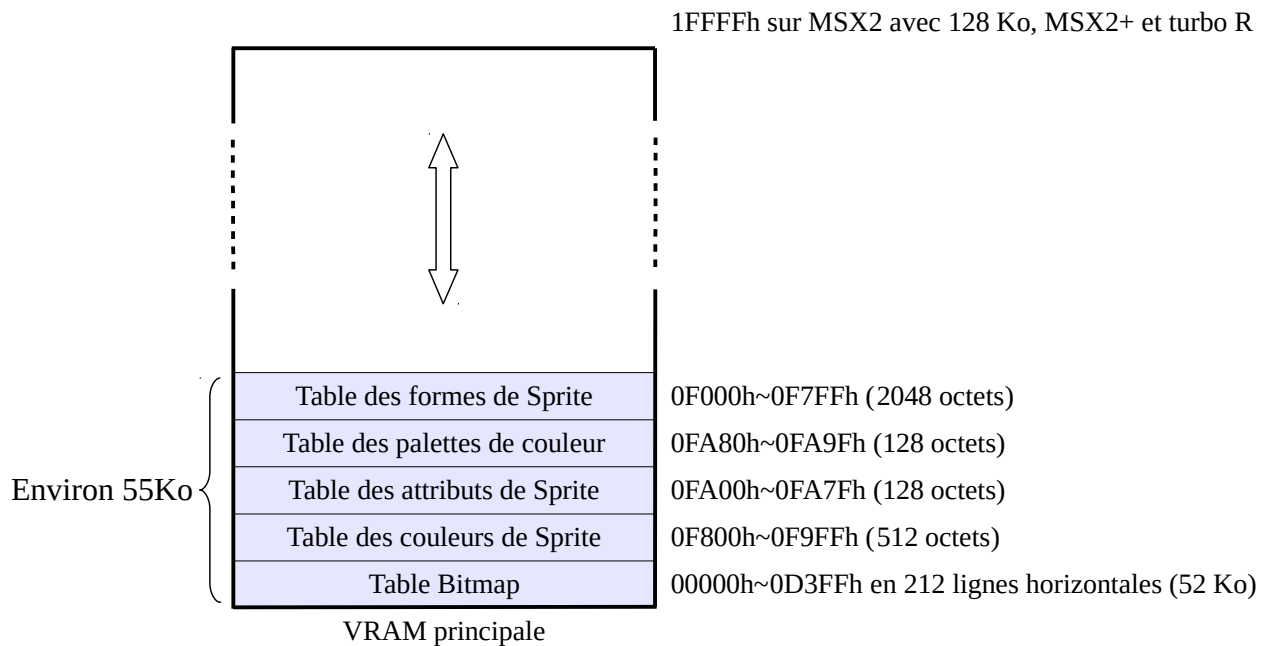 1FFFFh sur MSX2 avec 128 Ko, MSX2+ et turbo R
Table des formes de Sprite 0F000h~0F7FFh (2048 octets)
Table des palettes de couleur 0FA80h~0FA9Fh (128 octets)
Table des attributs de Sprite 0FA00h~0FA7Fh (128 octets)
Environ 55Ko
Table des couleurs de Sprite 0F800h~0F9FFh (512 octets)
Table Bitmap 00000h~0D3FFh en 212 lignes horizontales (52 Ko)
VRAM principale